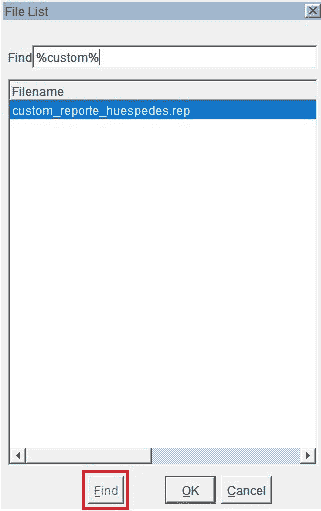 File List
Find %custom%
Filename
custom_reporte_huespedes.rep
Find OK Cancel